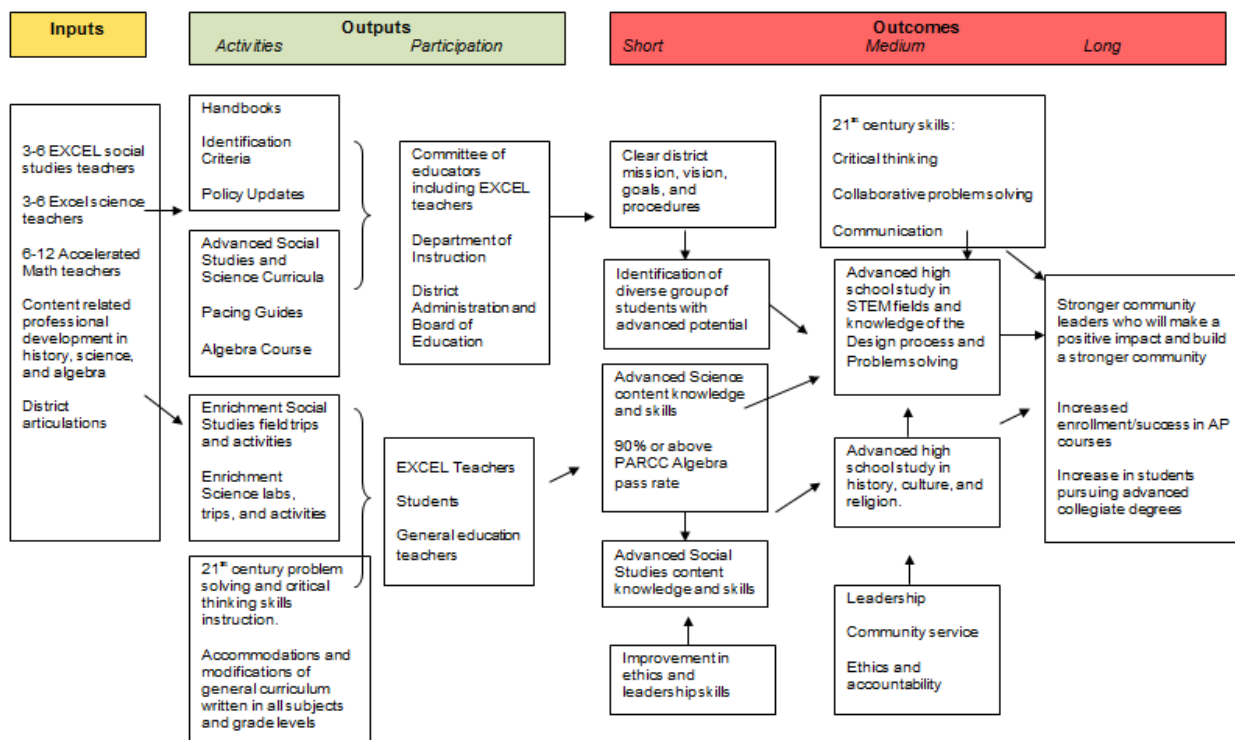 Inputs
Outputs
Activities
Participation
Outcomes
Short
Medium
Long
3-6 EXCEL social
studies teachers
3-6 Excel science
teachers
6-12 Accelerated
Math teachers
Content related
professional
development in
history, science,
and algebra
District
articulations
Handbooks
Identification
Criteria
Policy Updates
Advanced Social
Studies and
Science Curricula
Pacing Guides
Algebra Course
Enrichment Social
Studies field trips
and activities
Enrichment
Science labs,
trips, and activities
21st century problem
solving and critical
thinking skills
instruction.
Accommodations and
modifications of
general curriculum
written in all subjects
and grade levels
Committee of
educators
including EXCEL
teachers
Department of
Instruction
District
Administration and
Board of
Education
EXCEL Teachers
Students
General education
teachers
Clear district
mission, vision,
goals, and
procedures
Identification of
diverse group of
students with
advanced potential
Advanced Science
content knowledge
and skills
90% or above
PARCC Algebra
pass rate
Advanced Social
Studies content
knowledge and skills
Improvement in
ethics and
leadership skills
21st century skills:
Critical thinking
Collaborative problem solving
Communication
Advanced high
school study in
STEM fields and
knowledge of the
Design process and
Problem solving
Advanced high
school study in
history, culture, and
religion.
Leadership
Community service
Ethics and
accountability
Stronger community
leaders who will make a
positive impact and build
a stronger community
Increased
enrollment/success in AP
courses
Increase in students
pursuing advanced
collegiate degrees